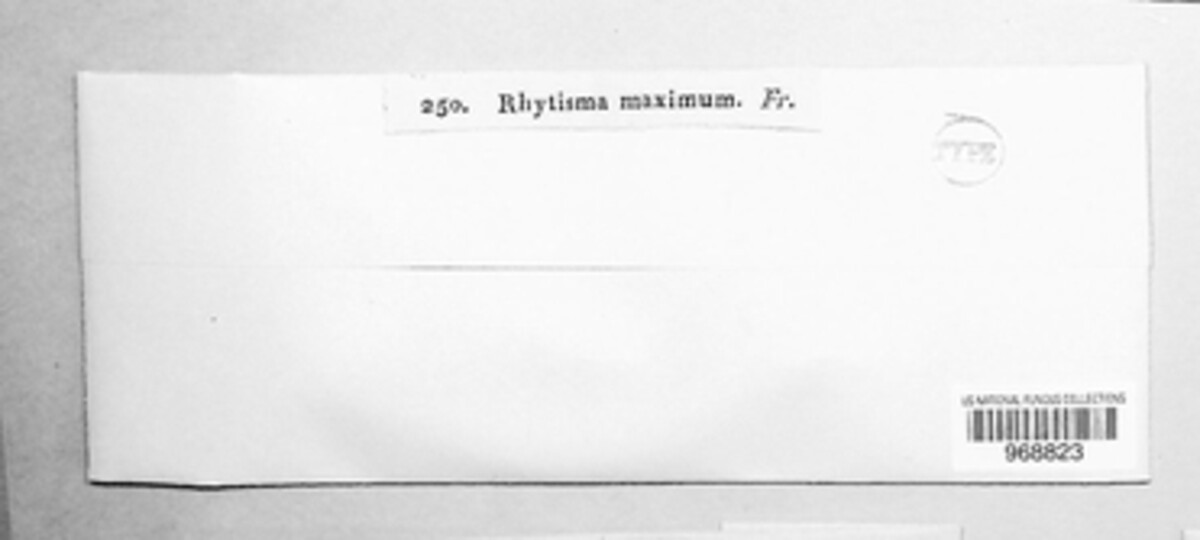 250. Rhytisma maximum. Fr.
TYPE
US NATIONAL FUNGUS COLLECTIONS
968823